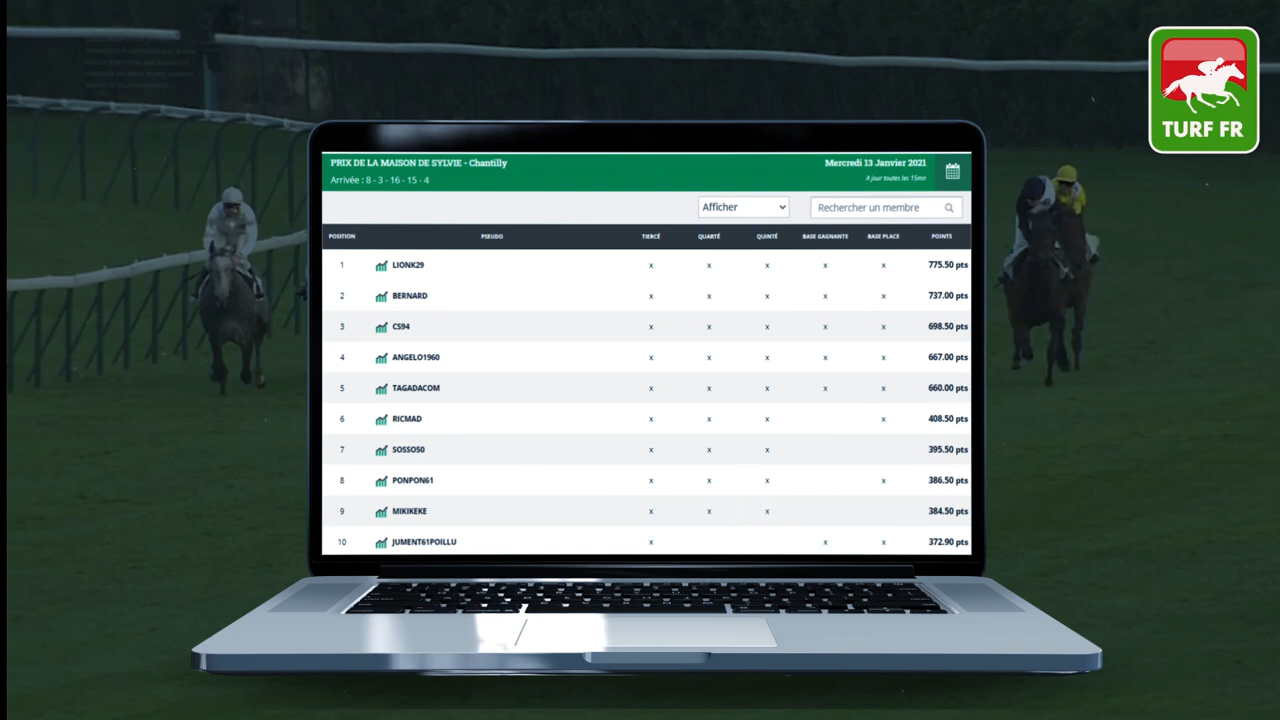 TURF FR
PRIX DE LA MAISON DE SYLVIE - Chantilly
Mercredi 13 Janvier 2021
Arrivée : 8 - 3 - 16 - 15 - 4
A jour toutes les 15mn
Afficher
Rechercher un membre
POSITION PSEUDO TIERCÉ QUARTÉ QUINTÉ BASE GAGNANTE BASE PLACE POINTS
1 LIONK29 x x x x x 775.50 pts
2 BERNARD x x x x x 737.00 pts
3 CS94 x x x x x 698.50 pts
4 ANGELO1960 x x x x x 667.00 pts
5 TAGADACOM x x x x x 660.00 pts
6 RICMAD x x x x 408.50 pts
7 SOSSO50 x x x 395.50 pts
8 PONPON61 x x x x 386.50 pts
9 MIKIKEKE x x x 384.50 pts
10 JUMENT61POILLU x x x 372.90 pts